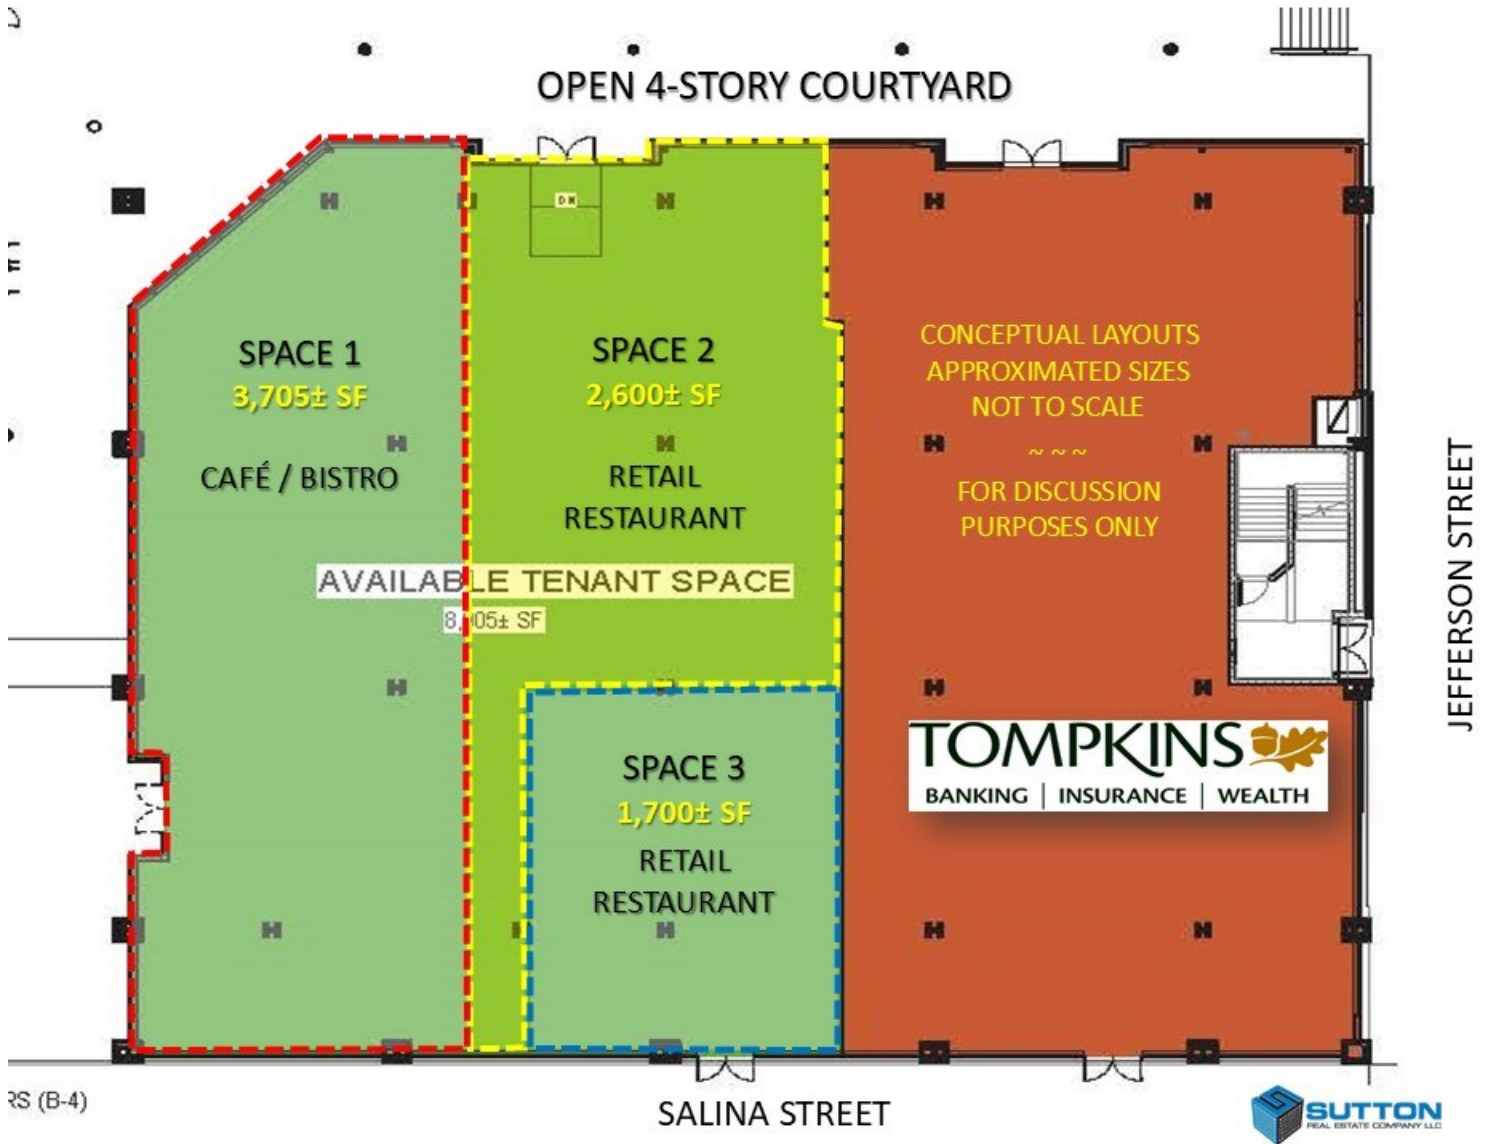 OPEN 4-STORY COURTYARD
SPACE 1
3,705± SF
CAFÉ / BISTRO
SPACE 2
2,600± SF
RETAIL
RESTAURANT
CONCEPTUAL LAYOUTS
APPROXIMATED SIZES
NOT TO SCALE
~ ~ ~
FOR DISCUSSION
PURPOSES ONLY
AVAILABLE TENANT SPACE
SF
SPACE 3
1,700± SF
RETAIL
RESTAURANT
TOMPKINS
BANKING | INSURANCE | WEALTH
JEFFERSON STREET
SALINA STREET
RS (B-4)
SUTTON
REAL ESTATE COMPANY LLC